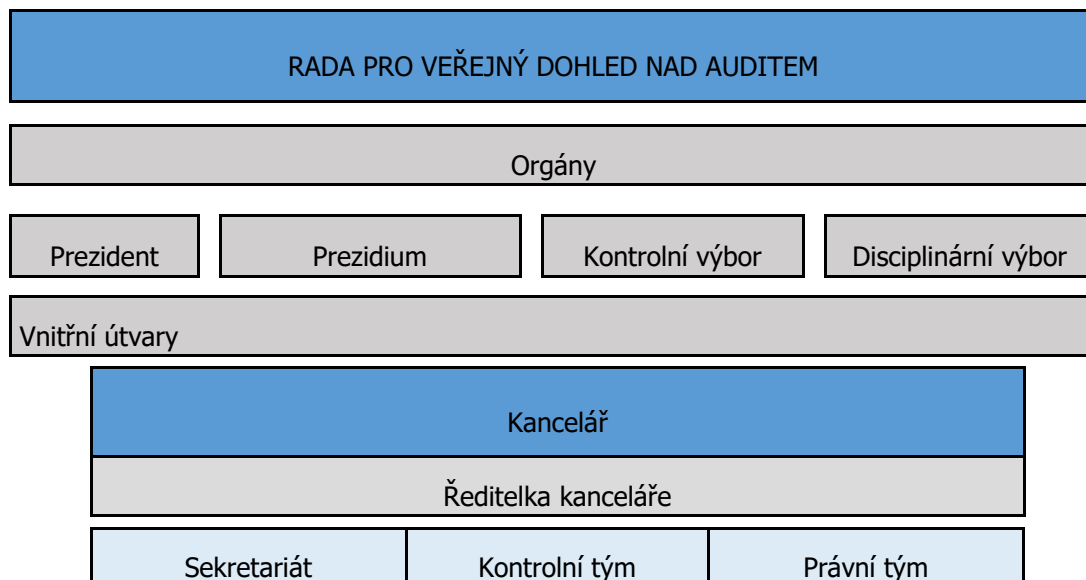 RADA PRO VEŘEJNÝ DOHLED NAD AUDITEM
Orgány
Prezident
Prezidium
Kontrolní výbor
Disciplinární výbor
Vnitřní útvary
Kancelář
Ředitelka kanceláře
Sekretariát
Kontrolní tým
Právní tým